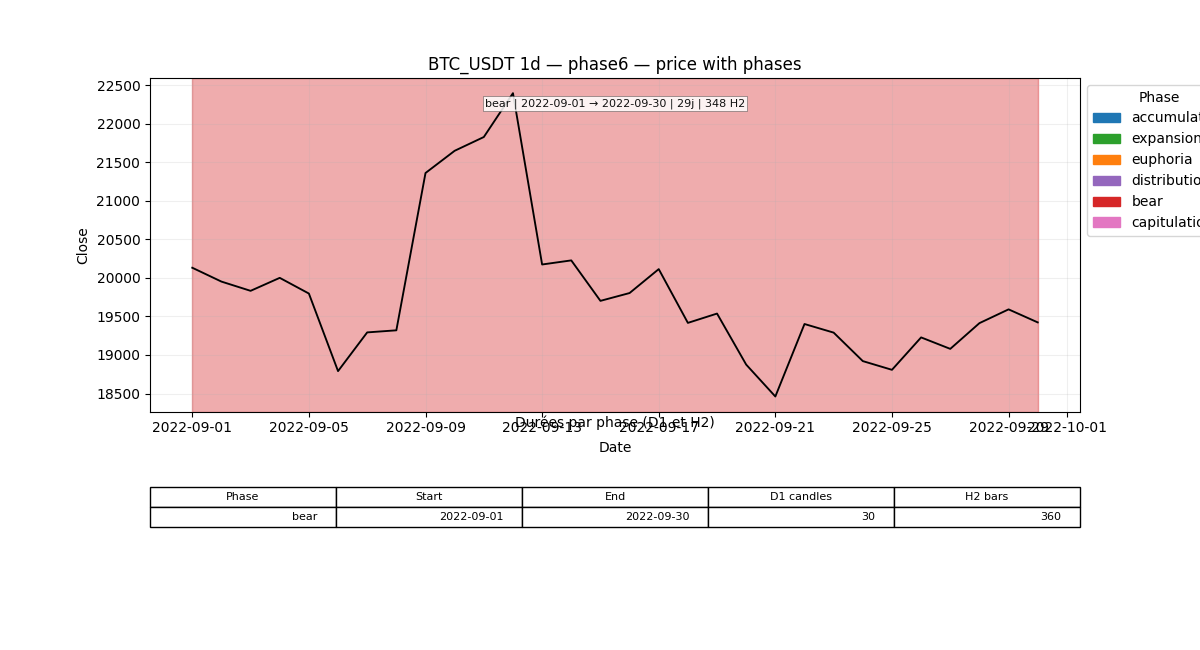 BTC_USDT 1d — phase6 — price with phases
22500
22000
21500
21000
20500
20000
19500
19000
18500
Close
bear | 2022-09-01 → 2022-09-30 | 29j | 348 H2
Phase
accumulat
expansion
euphoria
distributio
bear
capitulatio
Durées par phase (D1 et H2)
2022-09-01 2022-09-05 2022-09-09 2022-09-13 2022-09-17 2022-09-21 2022-09-25 2022-09-29 2022-10-01
Date
Phase Start End D1 candles H2 bars
bear 2022-09-01 2022-09-30 30 360